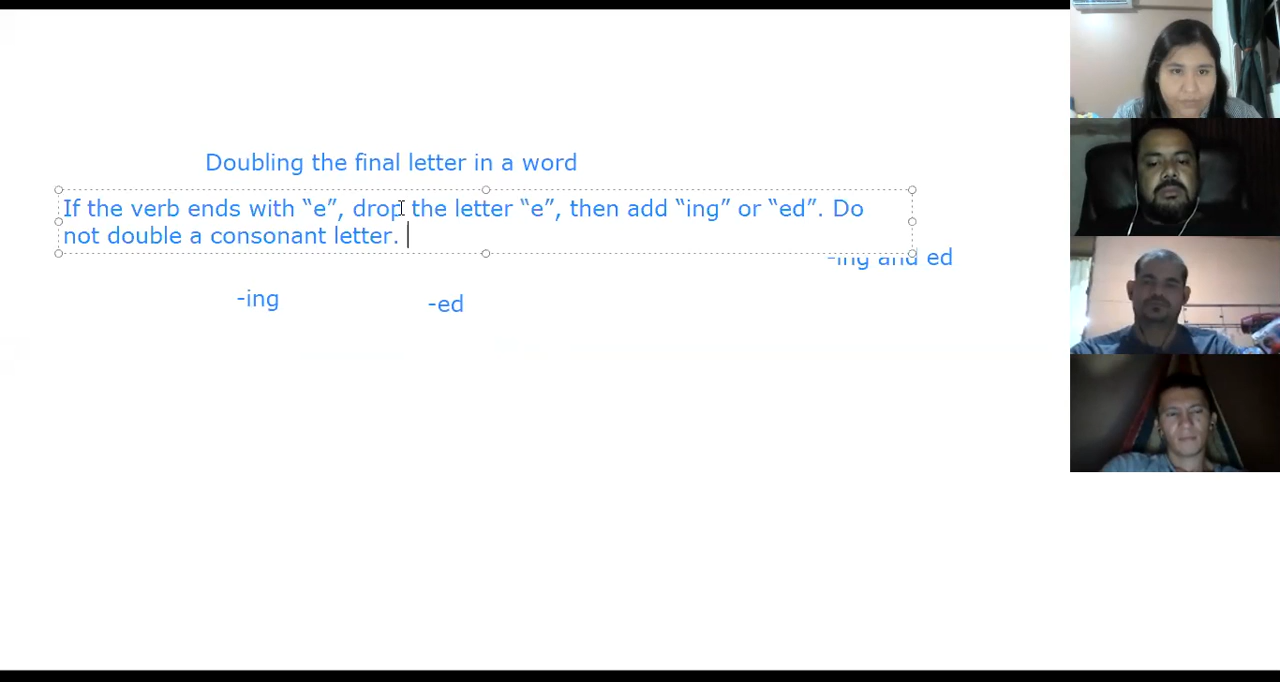 Doubling the final letter in a word
If the verb ends with “e”, drop the letter “e”, then add “ing” or “ed”. Do
not double a consonant letter.
-ing and ed
-ing
-ed